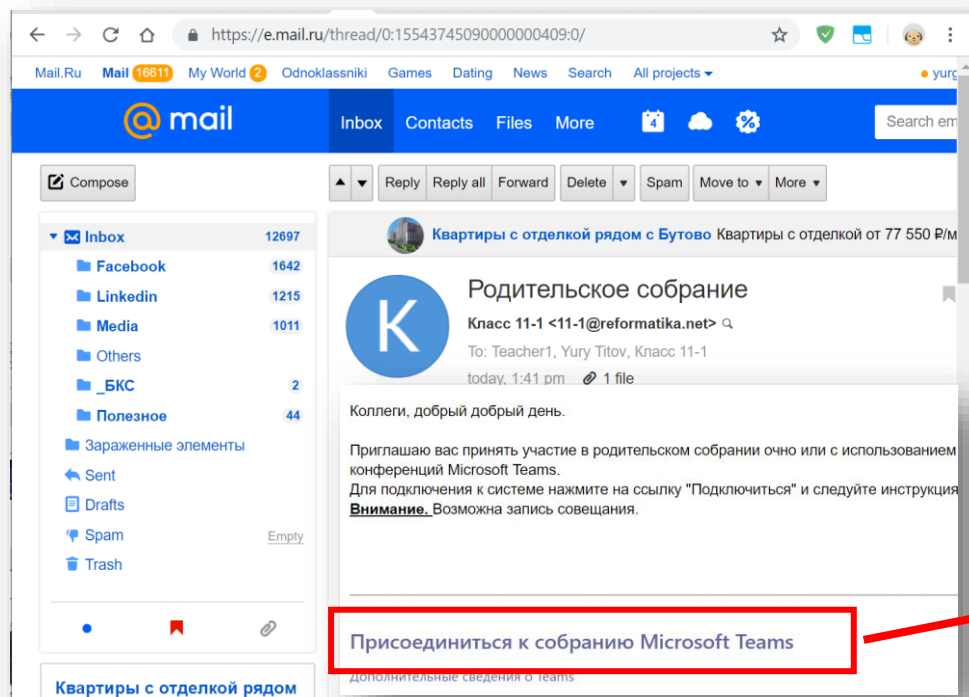 https://e.mail.ru/thread/0:15543745090000000409:0/
Mail.Ru Mail 16611 My World 2 Odnoklassniki Games Dating News Search All projects yurg
@mail Inbox Contacts Files More 4 % Search em
Compose Reply Reply all Forward Delete Spam Move to More
Inbox 12697
Facebook 1642
Linkedin 1215
Media 1011
Others
_БКС 2
Полезное 44
Зараженные элементы
Sent
Drafts
Spam Empty
Trash
Квартиры с отделкой рядом
Квартиры с отделкой рядом с Бутово Квартиры с отделкой от 77 550 ₽/м
K
Родительское собрание
Класс 11-1 <11-1@reformatika.net>
To: Teacher1, Yury Titov, Класс 11-1
today, 1:41 pm 1 file
Коллеги, добрый добрый день.
Приглашаю вас принять участие в родительском собрании очно или с использованием
конференций Microsoft Teams.
Для подключения к системе нажмите на ссылку "Подключиться" и следуйте инструкция
Внимание. Возможна запись совещания.
Присоединиться к собранию Microsoft Teams
Дополнительные сведения о Teams